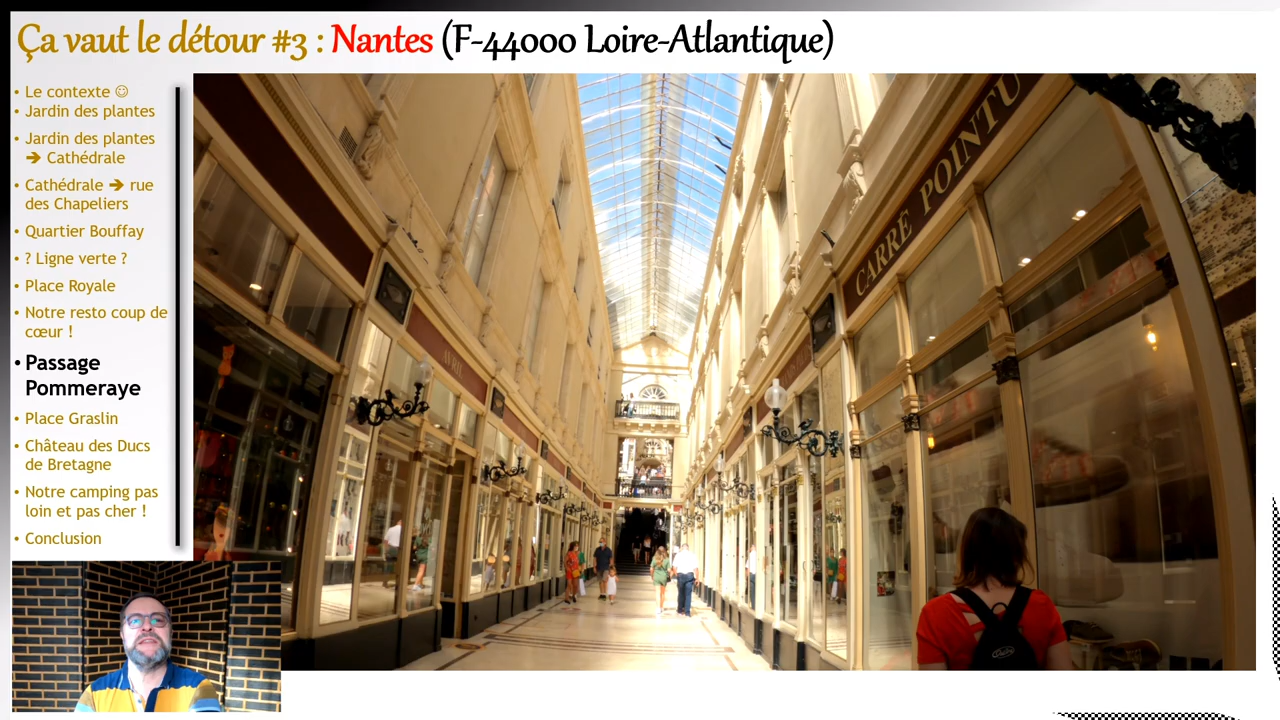 Ça vaut le détour #3 : Nantes (F-44000 Loire-Atlantique)
• Le contexte ☺
• Jardin des plantes
• Jardin des plantes
➔ Cathédrale
• Cathédrale ➔ rue
des Chapeliers
• Quartier Bouffay
• ? Ligne verte ?
• Place Royale
• Notre resto coup de
cœur !
• Passage
Pommeraye
• Place Graslin
• Château des Ducs
de Bretagne
• Notre camping pas
loin et pas cher !
• Conclusion
CARRE POINTU